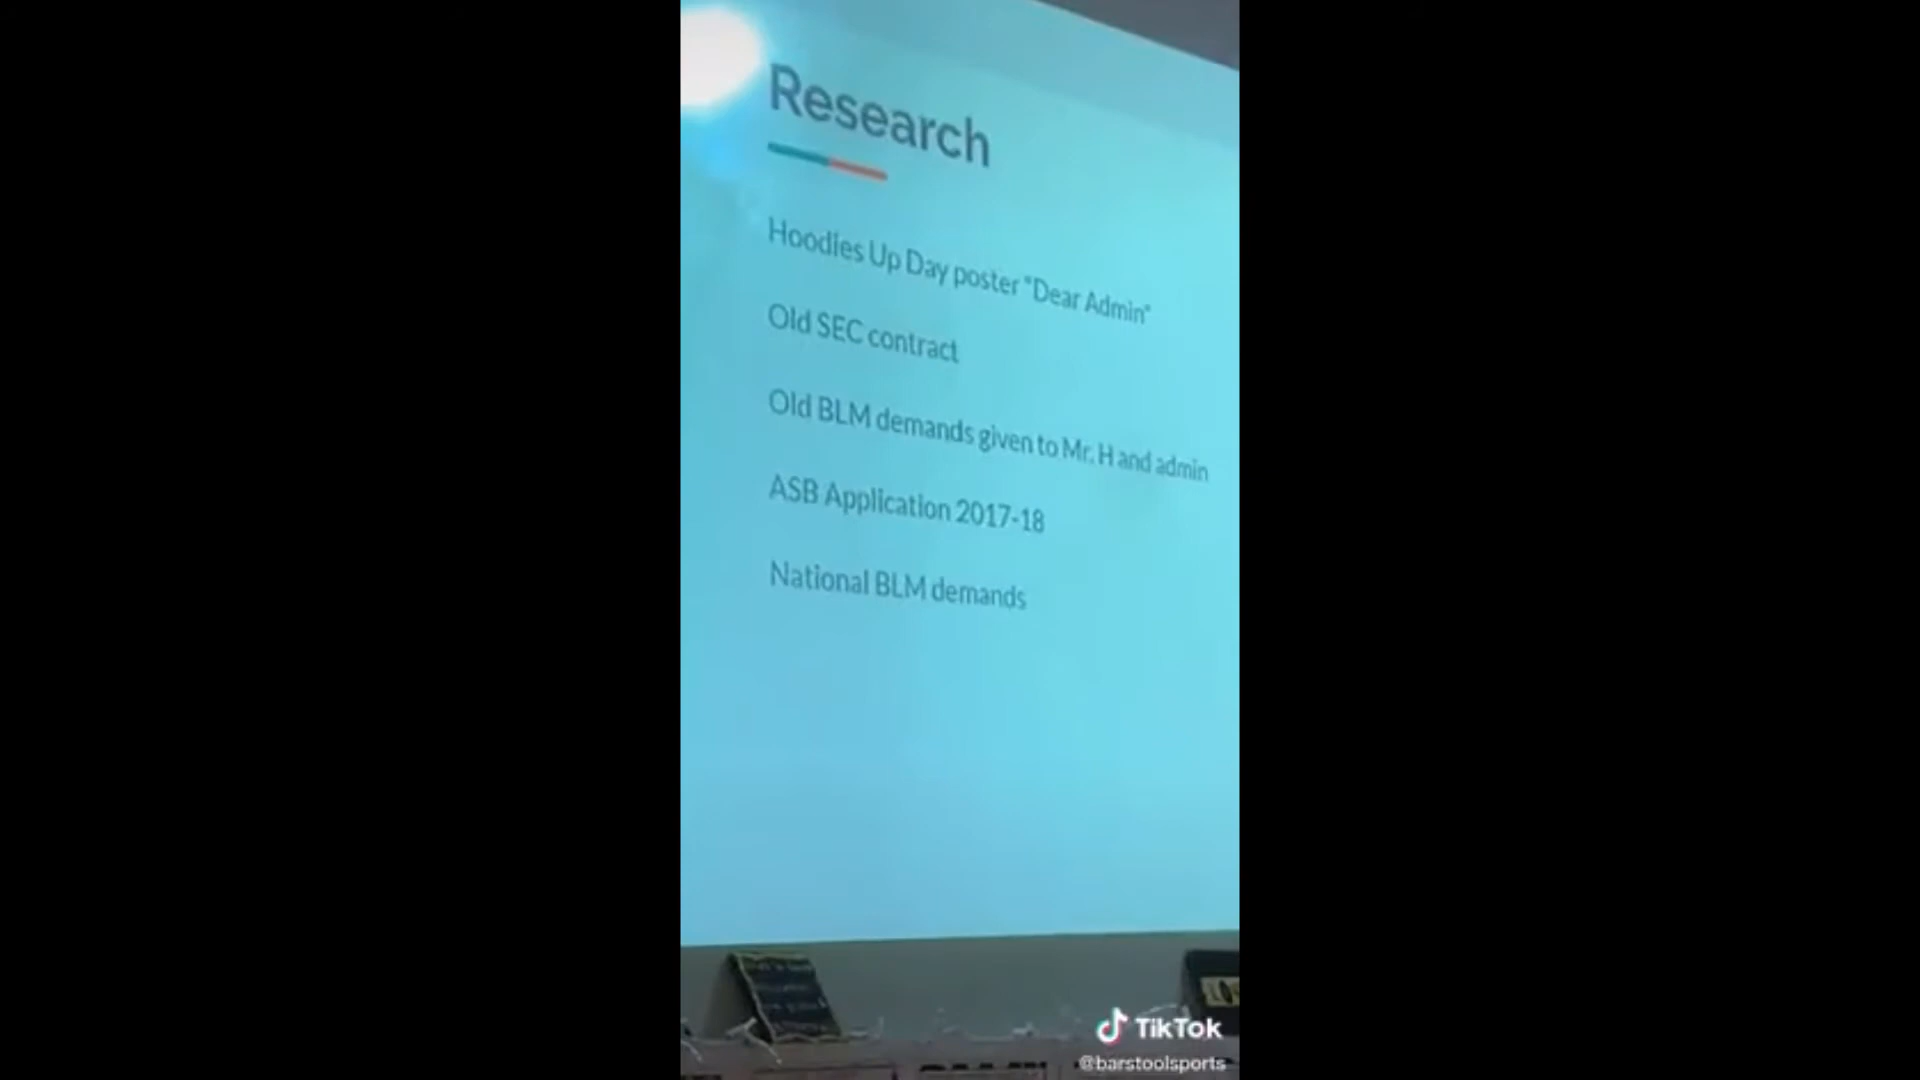 Research
Hoodies Up Day poster "Dear Admin"
Old SEC contract
Old BLM demands given to Mr. H and admin
ASB Application 2017-18
National BLM demands
TikTok
@barstoolsports